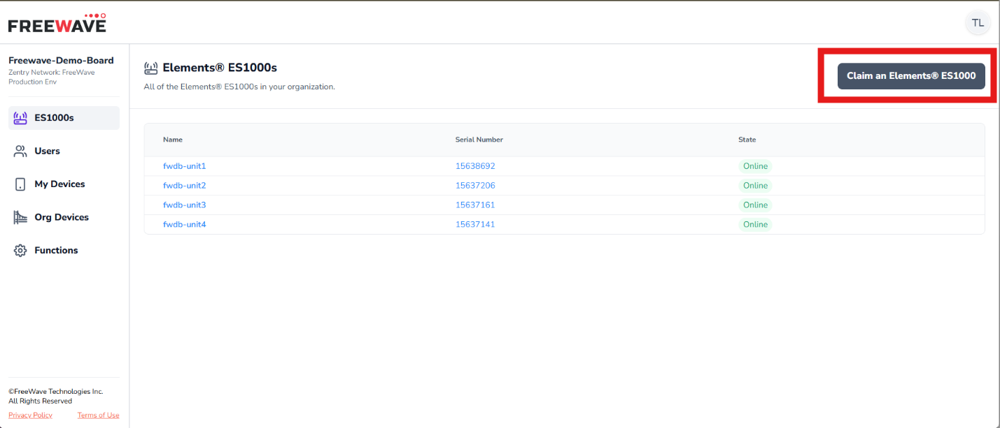 FREEWAVE
TL
Freewave-Demo-Board
Zentry Network: FreeWave
Production Env
ES1000s
Users
My Devices
Org Devices
Functions
©FreeWave Technologies Inc.
All Rights Reserved
Privacy Policy Terms of Use
Elements® ES1000s
All of the Elements® ES1000s in your organization.
Claim an Elements® ES1000
Name Serial Number State
fwdb-unit1 15638692 Online
fwdb-unit2 15637206 Online
fwdb-unit3 15637161 Online
fwdb-unit4 15637141 Online